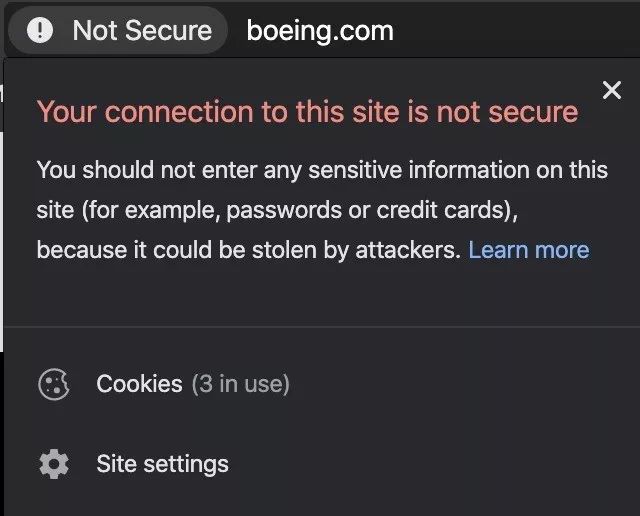 Not Secure boeing.com
Your connection to this site is not secure
You should not enter any sensitive information on this
site (for example, passwords or credit cards),
because it could be stolen by attackers. Learn more
Cookies (3 in use)
Site settings